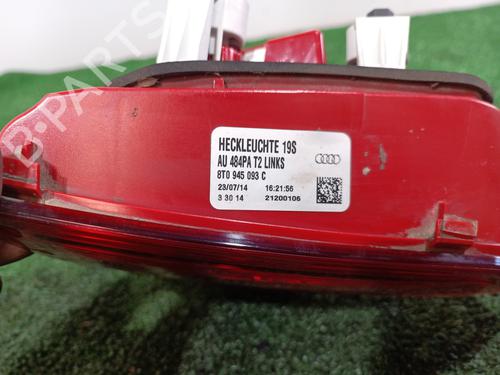 B-PARTS
HECKLEUCHTE 19S
AU 484PA T2 LINKS
8T0 945 093 C
23/07/14 16:21:56
3 30 14 21200106